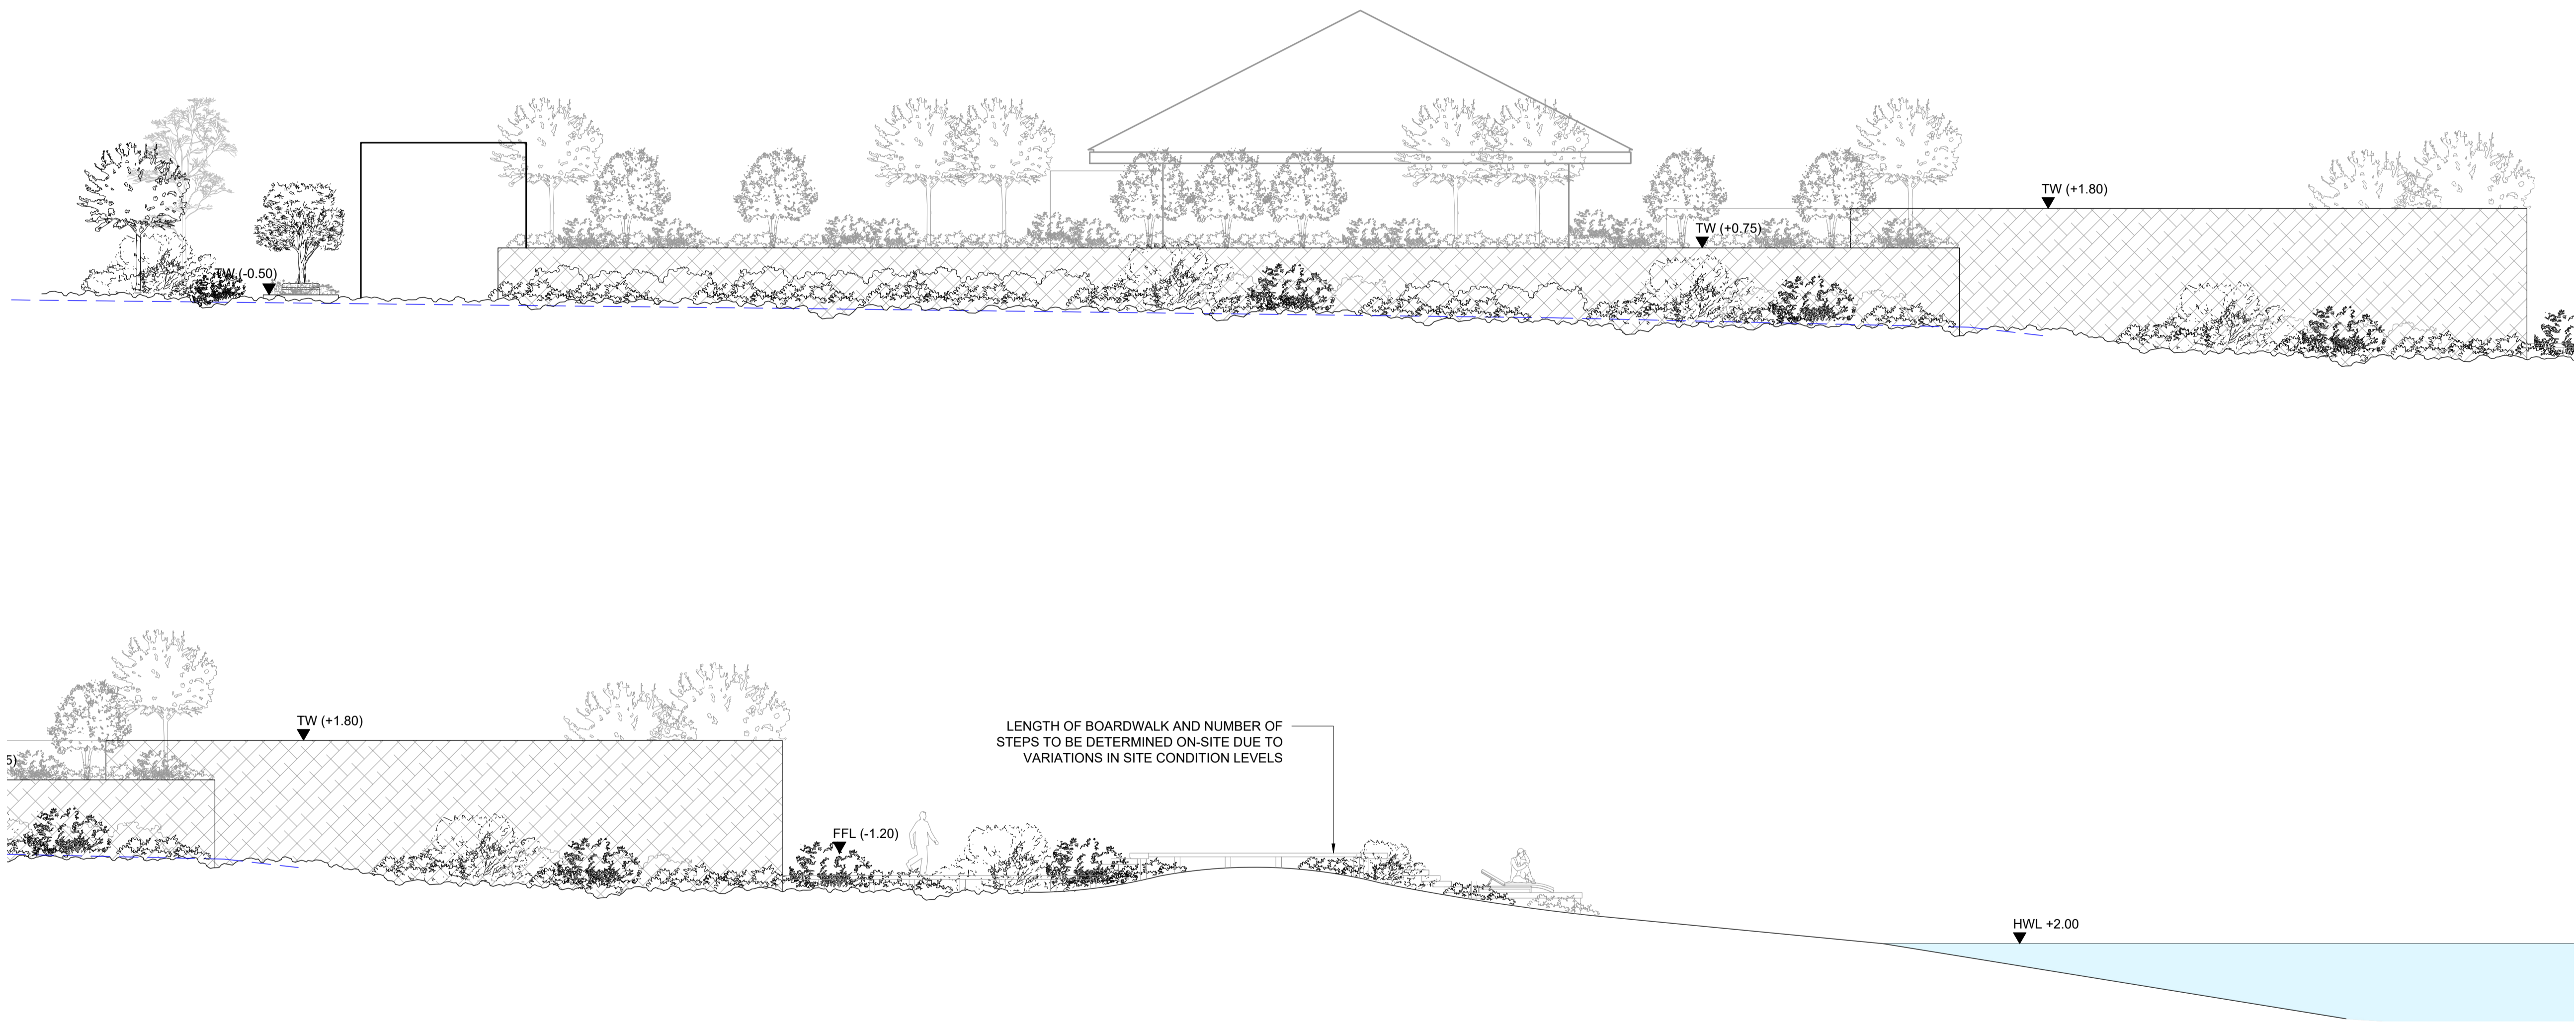 TW (+1.80)
TW (+0.75)
TW (-0.50)
TW (+1.80)
LENGTH OF BOARDWALK AND NUMBER OF
STEPS TO BE DETERMINED ON-SITE DUE TO
VARIATIONS IN SITE CONDITION LEVELS
5)
FFL (-1.20)
HWL +2.00